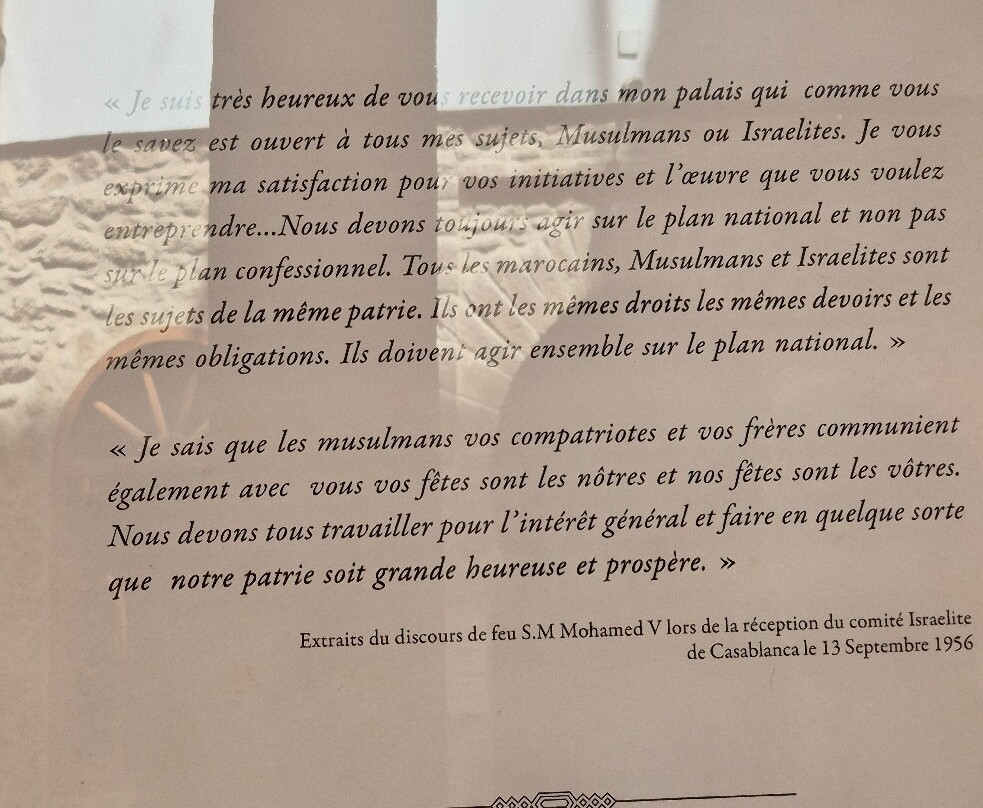 « Je suis très heureux de vous recevoir dans mon palais qui comme vous
le savez est ouvert à tous mes sujets, Musulmans ou Israelites. Je vous
exprime ma satisfaction pour vos initiatives et l'œuvre que vous voulez
entreprendre...Nous devons toujours agir sur le plan national et non pas
sur le plan confessionnel. Tous les marocains, Musulmans et Israelites sont
les sujets de la même patrie. Ils ont les mêmes droits les mêmes devoirs et les
mêmes obligations. Ils doivent agir ensemble sur le plan national. »
« Je sais que les musulmans vos compatriotes et vos frères communient
également avec vous vos fêtes sont les nôtres et nos fêtes sont les vôtres.
Nous devons tous travailler pour l'intérêt général et faire en quelque sorte
que notre patrie soit grande heureuse et prospère. »
Extraits du discours de feu S.M Mohamed V lors de la réception du comité Israelite
de Casablanca le 13 Septembre 1956